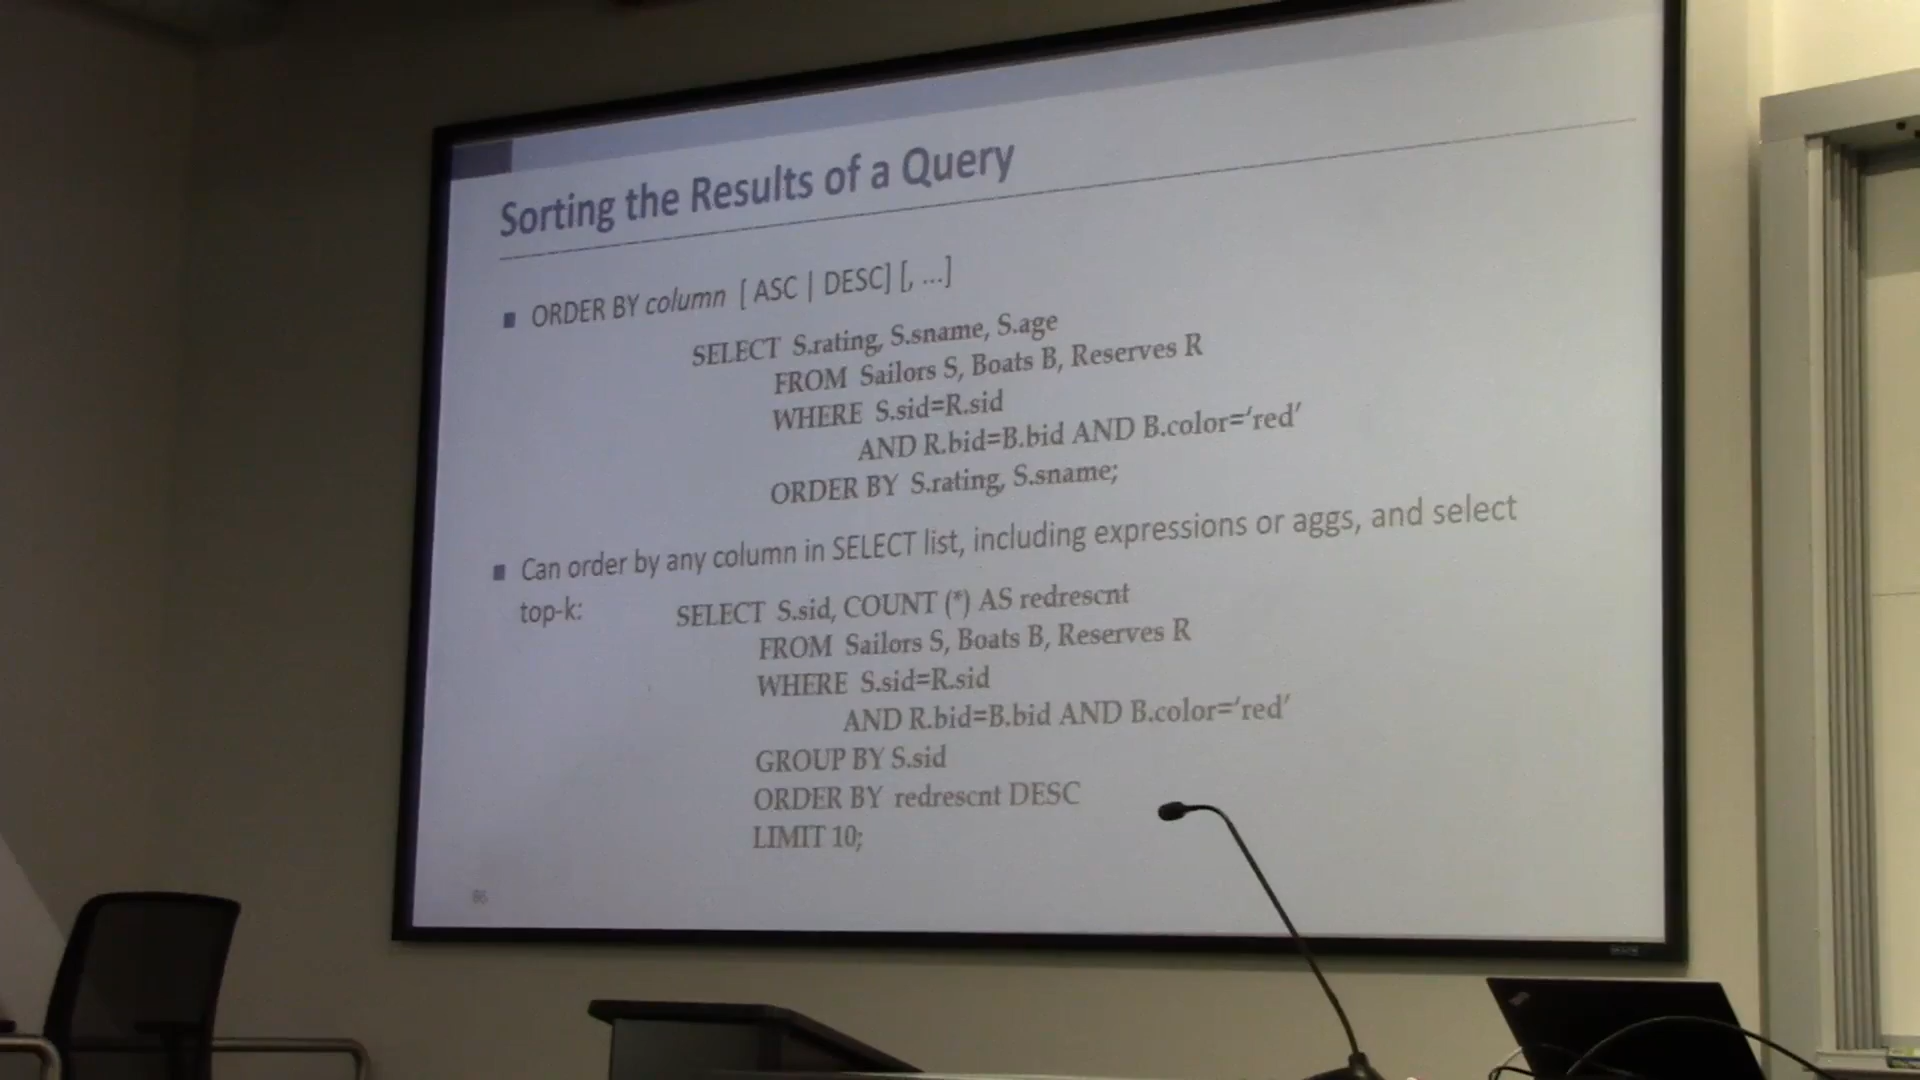 Sorting the Results of a Query
ORDER BY column [ ASC | DESC] [, ...]
SELECT S.rating, S.sname, S.age
FROM Sailors S, Boats B, Reserves R
WHERE S.sid=R.sid
AND R.bid=B.bid AND B.color=‘red’
ORDER BY S.rating, S.sname;
Can order by any column in SELECT list, including expressions or aggs, and select
top-k:
SELECT S.sid, COUNT (*) AS redrescnt
FROM Sailors S, Boats B, Reserves R
WHERE S.sid=R.sid
AND R.bid=B.bid AND B.color=‘red’
GROUP BY S.sid
ORDER BY redrescnt DESC
LIMIT 10;